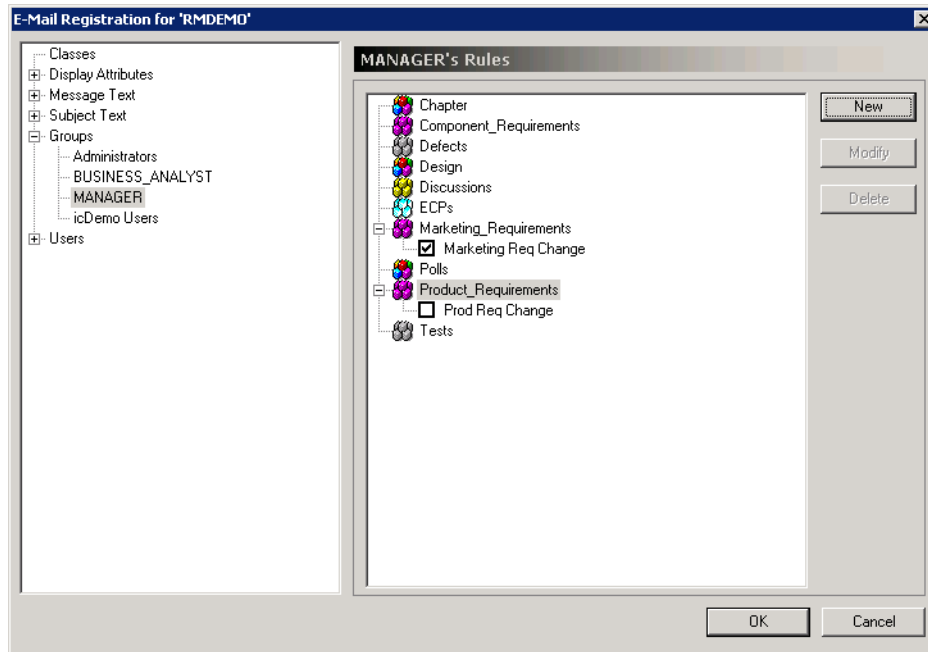 E-Mail Registration for 'RMDEMO'
Classes
Display Attributes
Message Text
Subject Text
Groups
Administrators
BUSINESS_ANALYST
MANAGER
icDemo Users
Users
MANAGER's Rules
Chapter
Component_Requirements
Defects
Design
Discussions
ECPs
Marketing_Requirements
Marketing Req Change
Polls
Product_Requirements
Prod Req Change
Tests
New
Modify
Delete
OK
Cancel